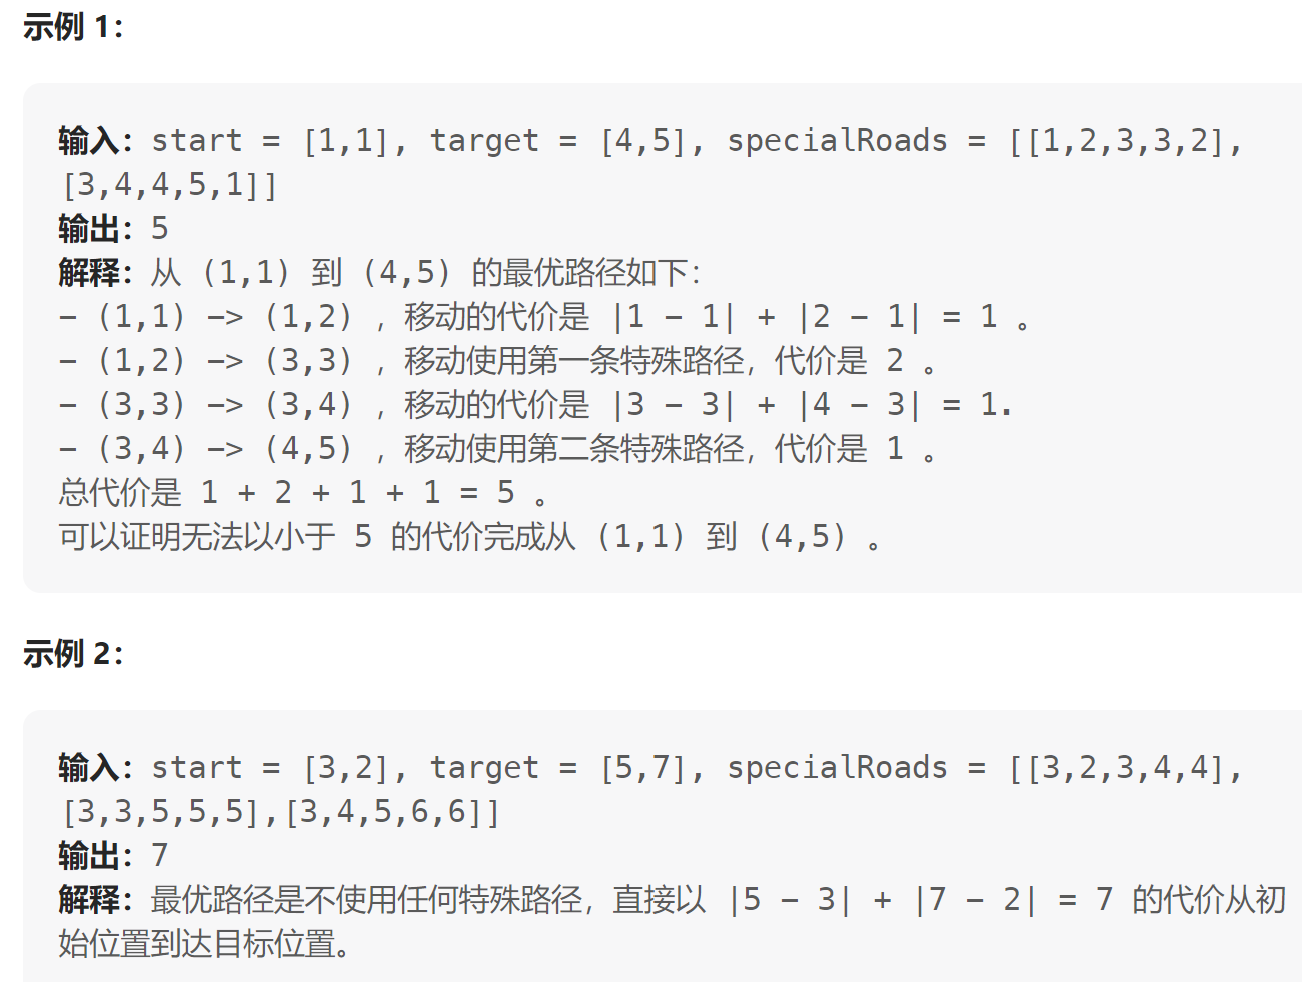 示例 1：
输入：start = [1,1], target = [4,5], specialRoads = [[1,2,3,3,2],
[3,4,4,5,1]]
输出：5
解释：从 (1,1) 到 (4,5) 的最优路径如下：
- (1,1) -> (1,2) ，移动的代价是 |1 - 1| + |2 - 1| = 1 。
- (1,2) -> (3,3) ，移动使用第一条特殊路径，代价是 2 。
- (3,3) -> (3,4) ，移动的代价是 |3 - 3| + |4 - 3| = 1.
- (3,4) -> (4,5) ，移动使用第二条特殊路径，代价是 1 。
总代价是 1 + 2 + 1 + 1 = 5 。
可以证明无法以小于 5 的代价完成从 (1,1) 到 (4,5) 。
示例 2：
输入：start = [3,2], target = [5,7], specialRoads = [[3,2,3,4,4],
[3,3,5,5,5],[3,4,5,6,6]]
输出：7
解释：最优路径是不使用任何特殊路径，直接以 |5 - 3| + |7 - 2| = 7 的代价从初
始位置到达目标位置。